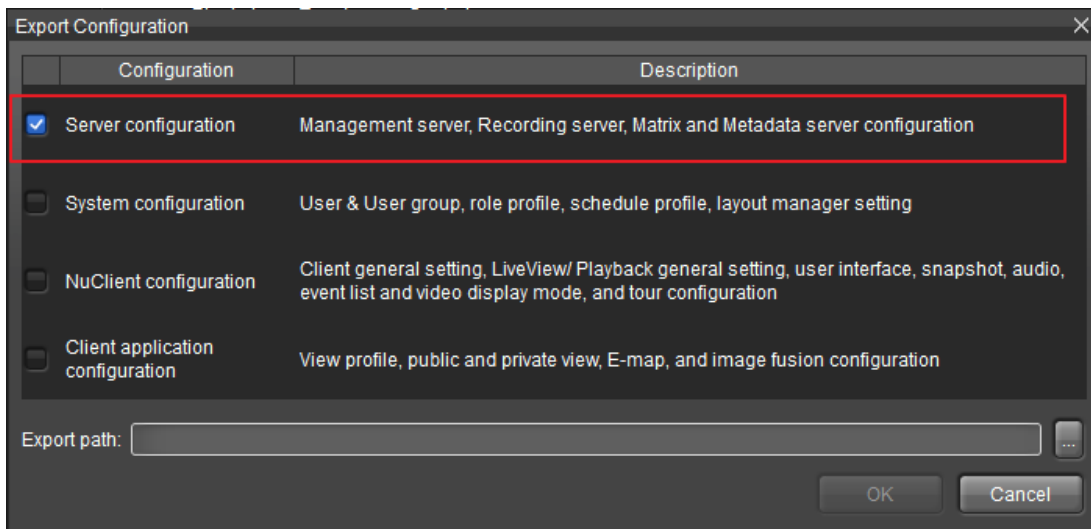 Export Configuration
Configuration Description
Server configuration Management server, Recording server, Matrix and Metadata server configuration
System configuration User & User group, role profile, schedule profile, layout manager setting
NuClient configuration Client general setting, LiveView/ Playback general setting, user interface, snapshot, audio,
event list and video display mode, and tour configuration
Client application
configuration View profile, public and private view, E-map, and image fusion configuration
Export path: ...
OK Cancel